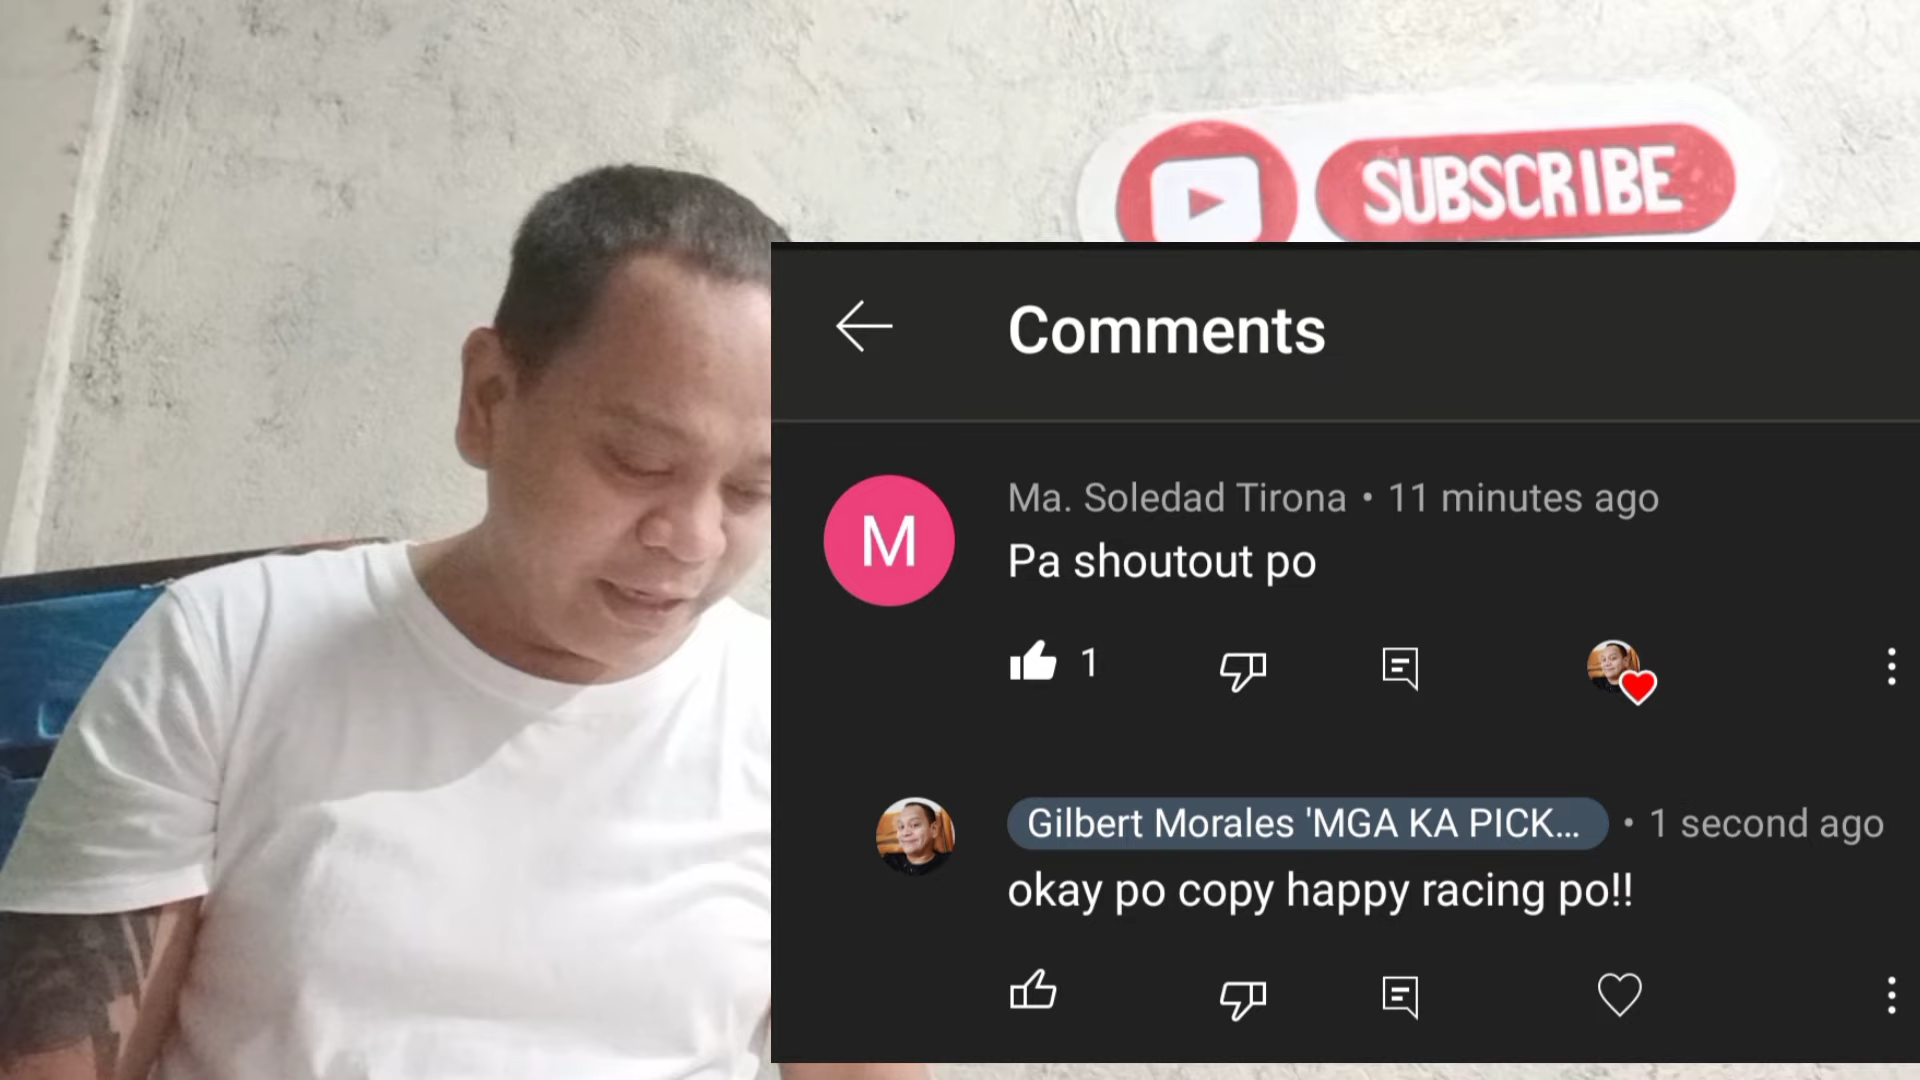 SUBSCRIBE
Comments
M
Ma. Soledad Tirona • 11 minutes ago
Pa shoutout po
1
Gilbert Morales 'MGA KA PICK... • 1 second ago
okay po copy happy racing po!!